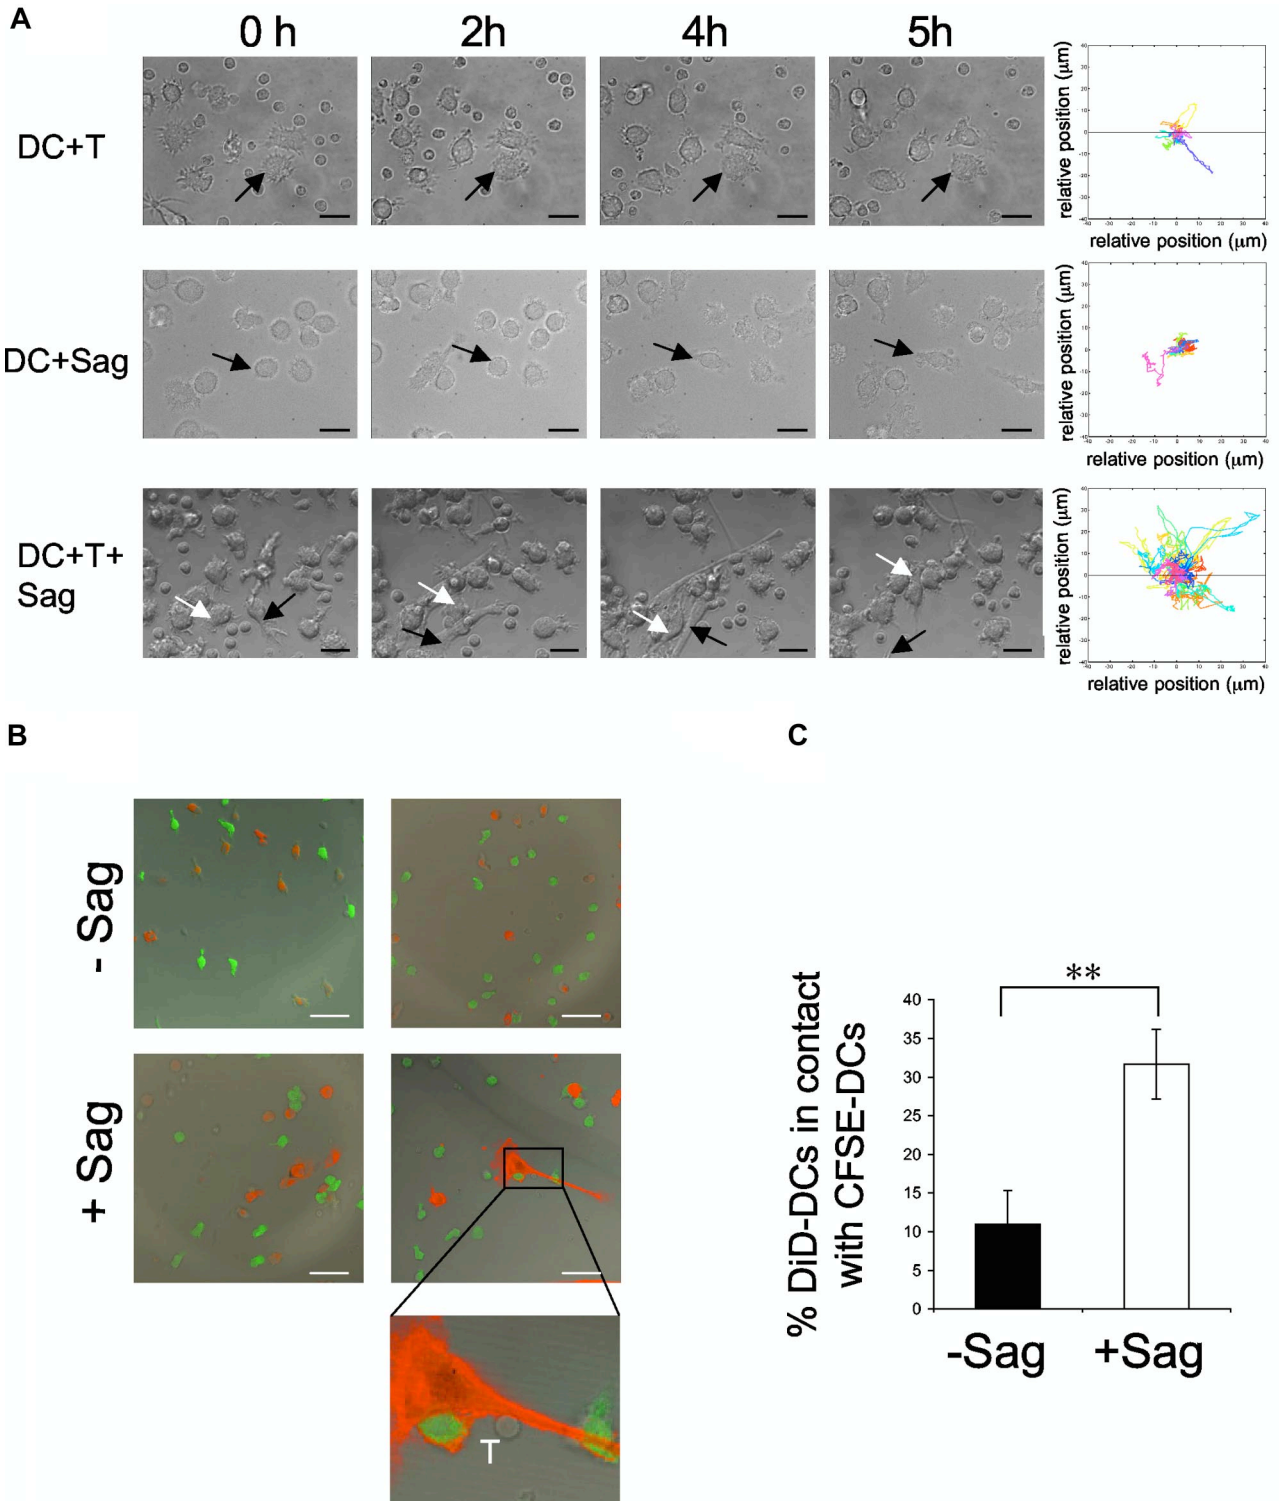 A
0 h
2h
4h
5h
DC+T
relative position (μm)
relative position (μm)
DC+Sag
relative position (μm)
relative position (μm)
DC+T+
Sag
relative position (μm)
relative position (μm)
B
- Sag
+ Sag
T
C
% DiD-DCs in contact
with CFSE-DCs
**
40
35
30
25
20
15
10
5
0
-Sag
+Sag